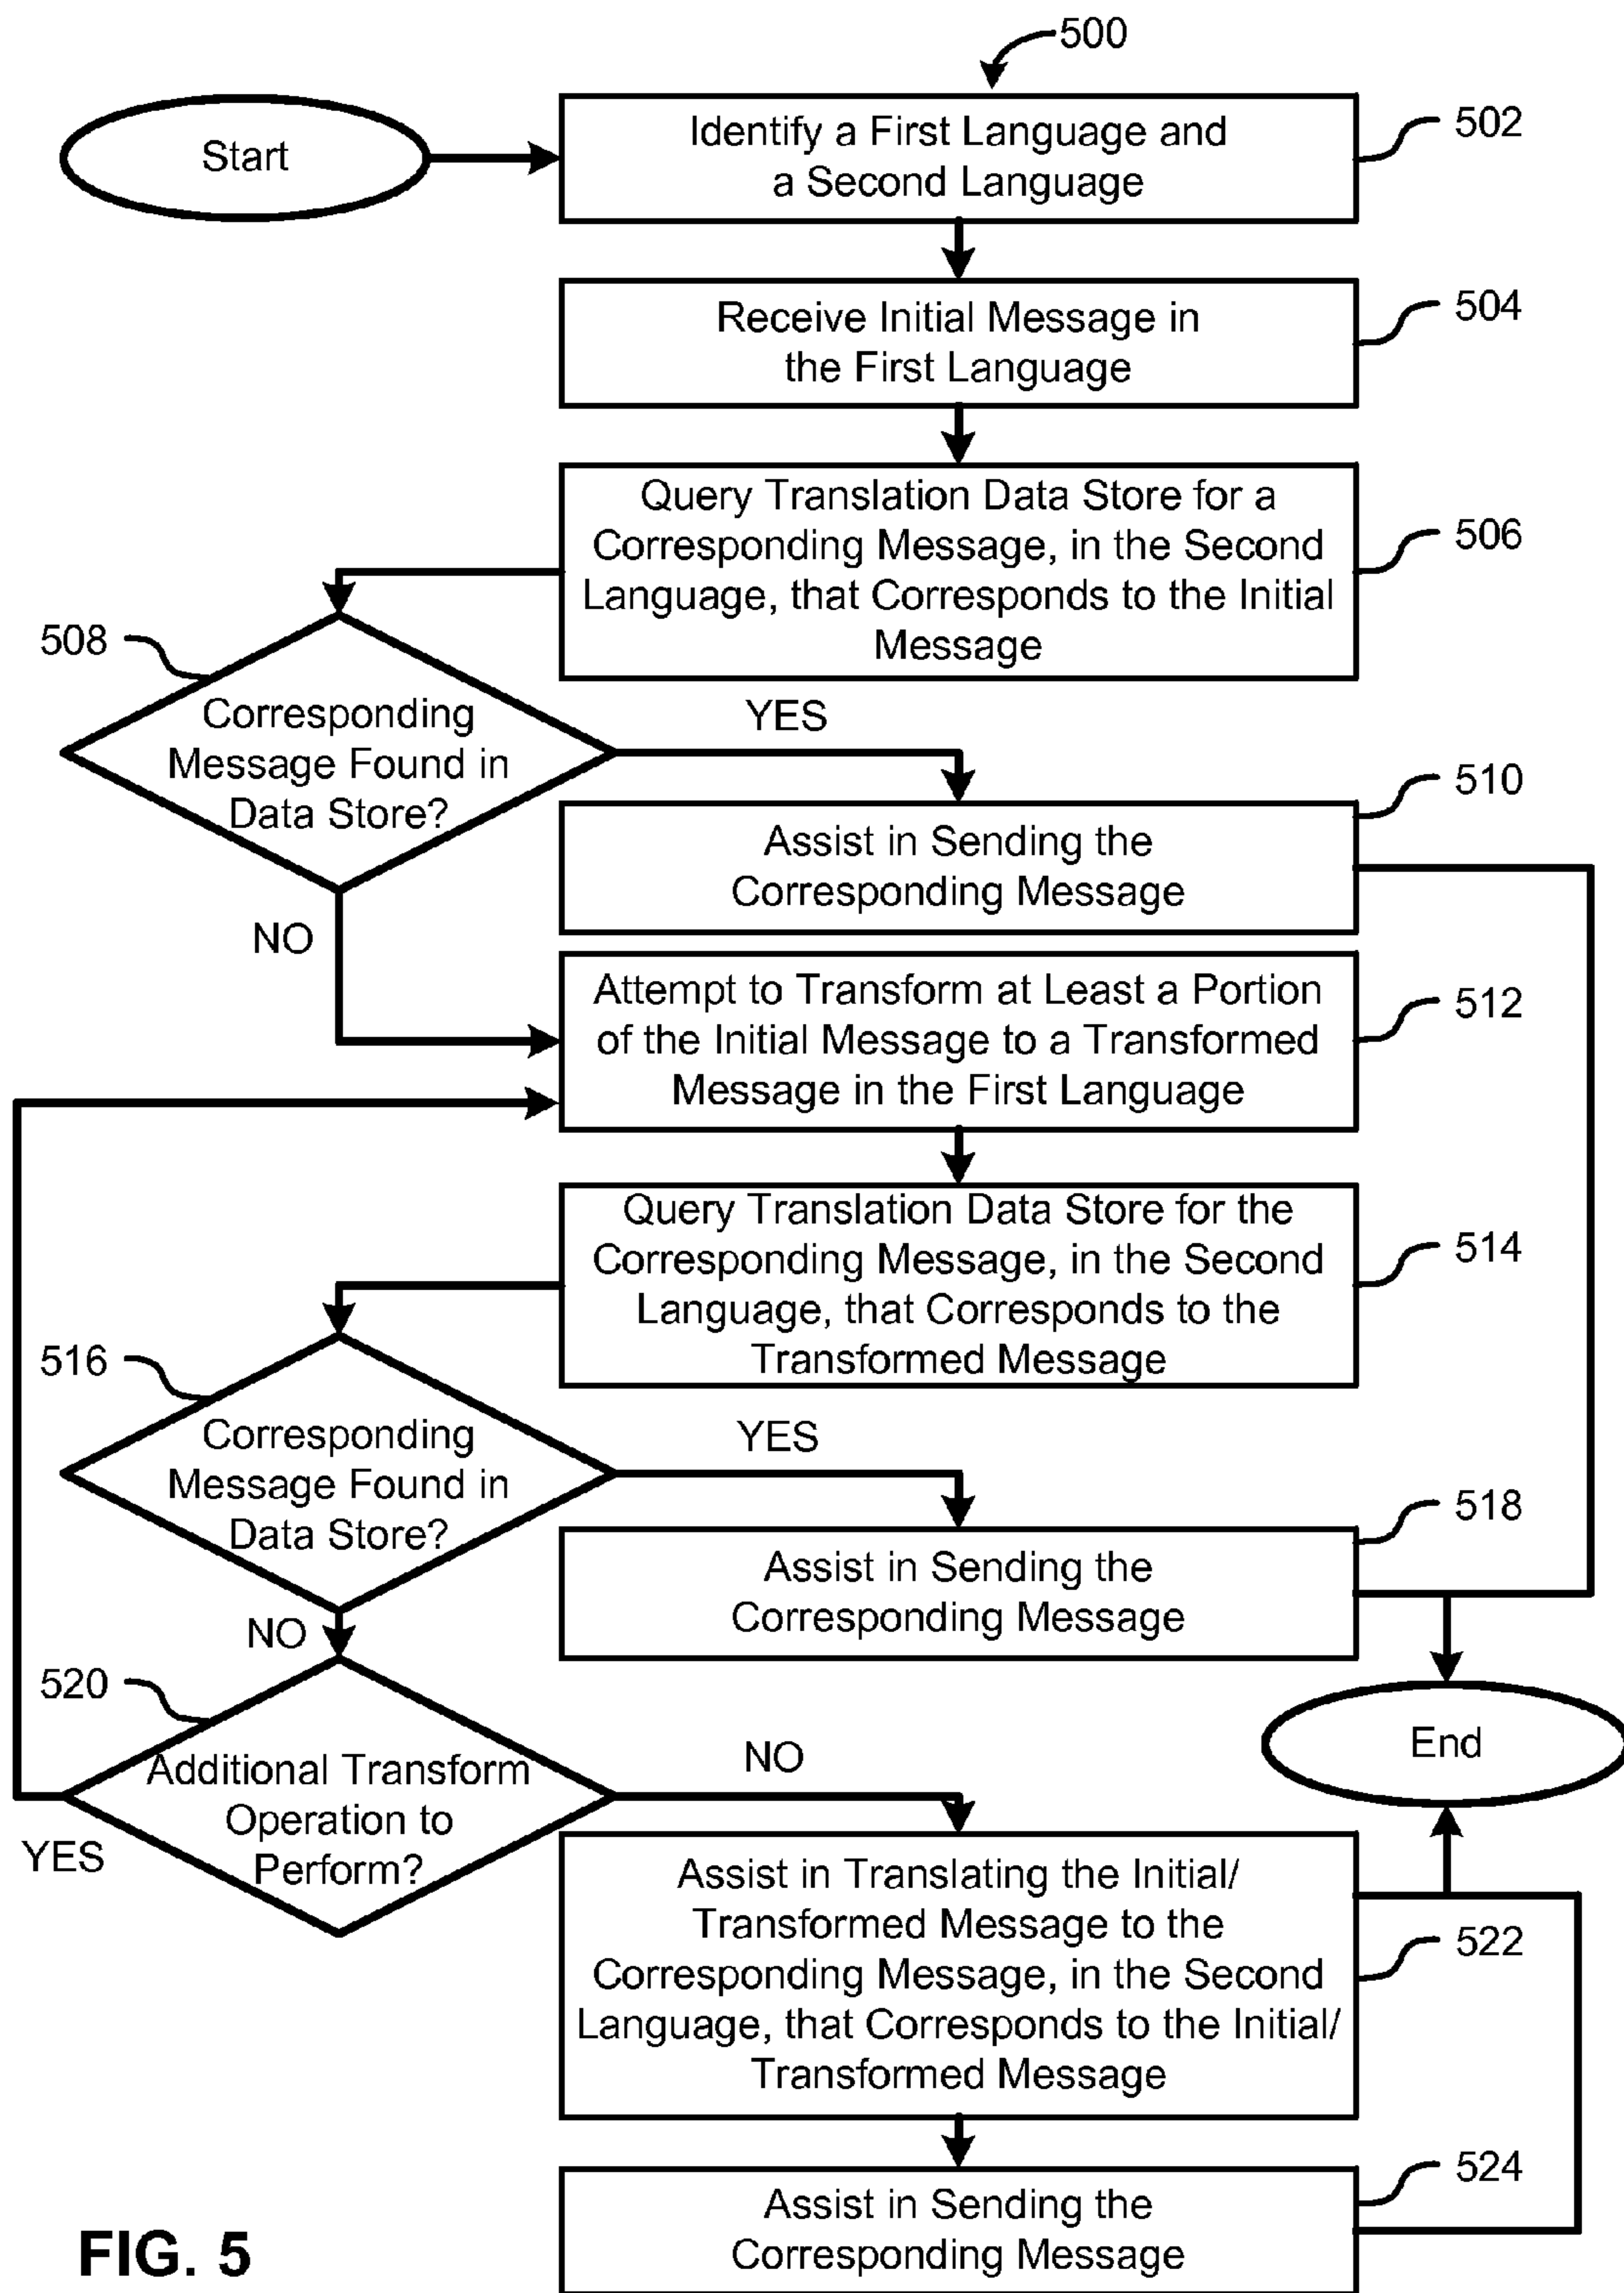 500
Start
Identify a First Language and
a Second Language
502
Receive Initial Message in
the First Language
504
Query Translation Data Store for a
Corresponding Message, in the Second
Language, that Corresponds to the Initial
Message
506
508
Corresponding
Message Found in
Data Store?
YES
NO
Assist in Sending the
Corresponding Message
510
Attempt to Transform at Least a Portion
of the Initial Message to a Transformed
Message in the First Language
512
Query Translation Data Store for the
Corresponding Message, in the Second
Language, that Corresponds to the
Transformed Message
514
516
Corresponding
Message Found in
Data Store?
YES
NO
Assist in Sending the
Corresponding Message
518
520
Additional Transform
Operation to
Perform?
YES
NO
End
Assist in Translating the Initial/
Transformed Message to the
Corresponding Message, in the Second
Language, that Corresponds to the Initial/
Transformed Message
522
Assist in Sending the
Corresponding Message
524
FIG. 5